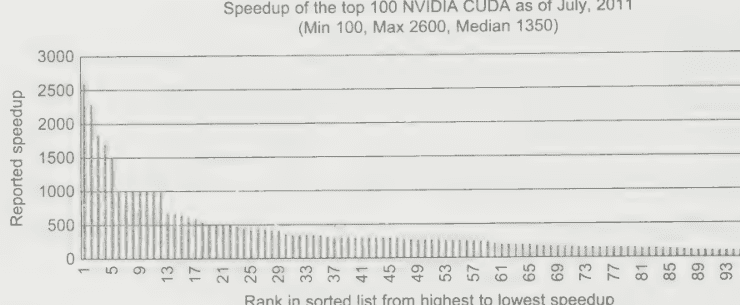 Speedup of the top 100 NVIDIA CUDA as of July, 2011
(Min 100, Max 2600, Median 1350)
3000
2500
2000
1500
1000
500
0
Reported speedup
1 5 9 13 17 21 25 29 33 37 41 45 49 53 57 61 65 69 73 77 81 85 89 93
Rank in sorted list from highest to lowest speedup